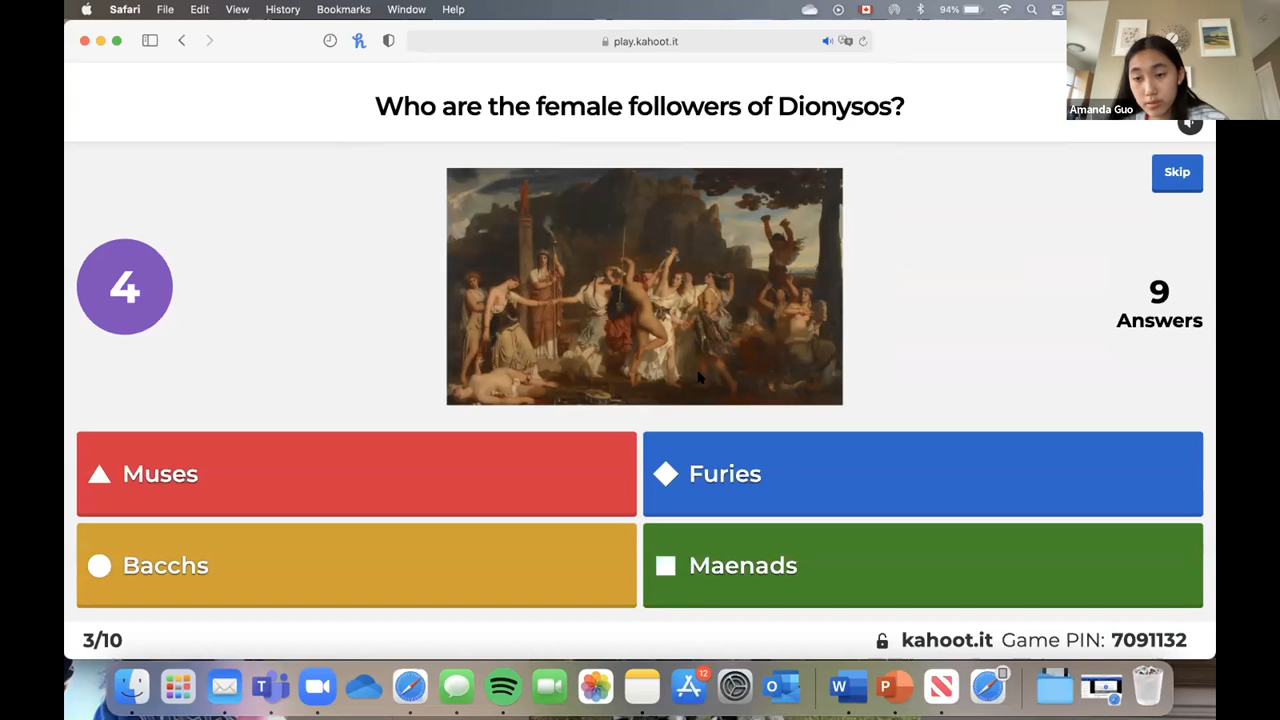 Safari File Edit View History Bookmarks Window Help 94%
play.kahoot.it
Amanda Guo
Who are the female followers of Dionysos?
Skip
4
9
Answers
Muses
Furies
Bacchs
Maenads
3/10
kahoot.it Game PIN: 7091132
12